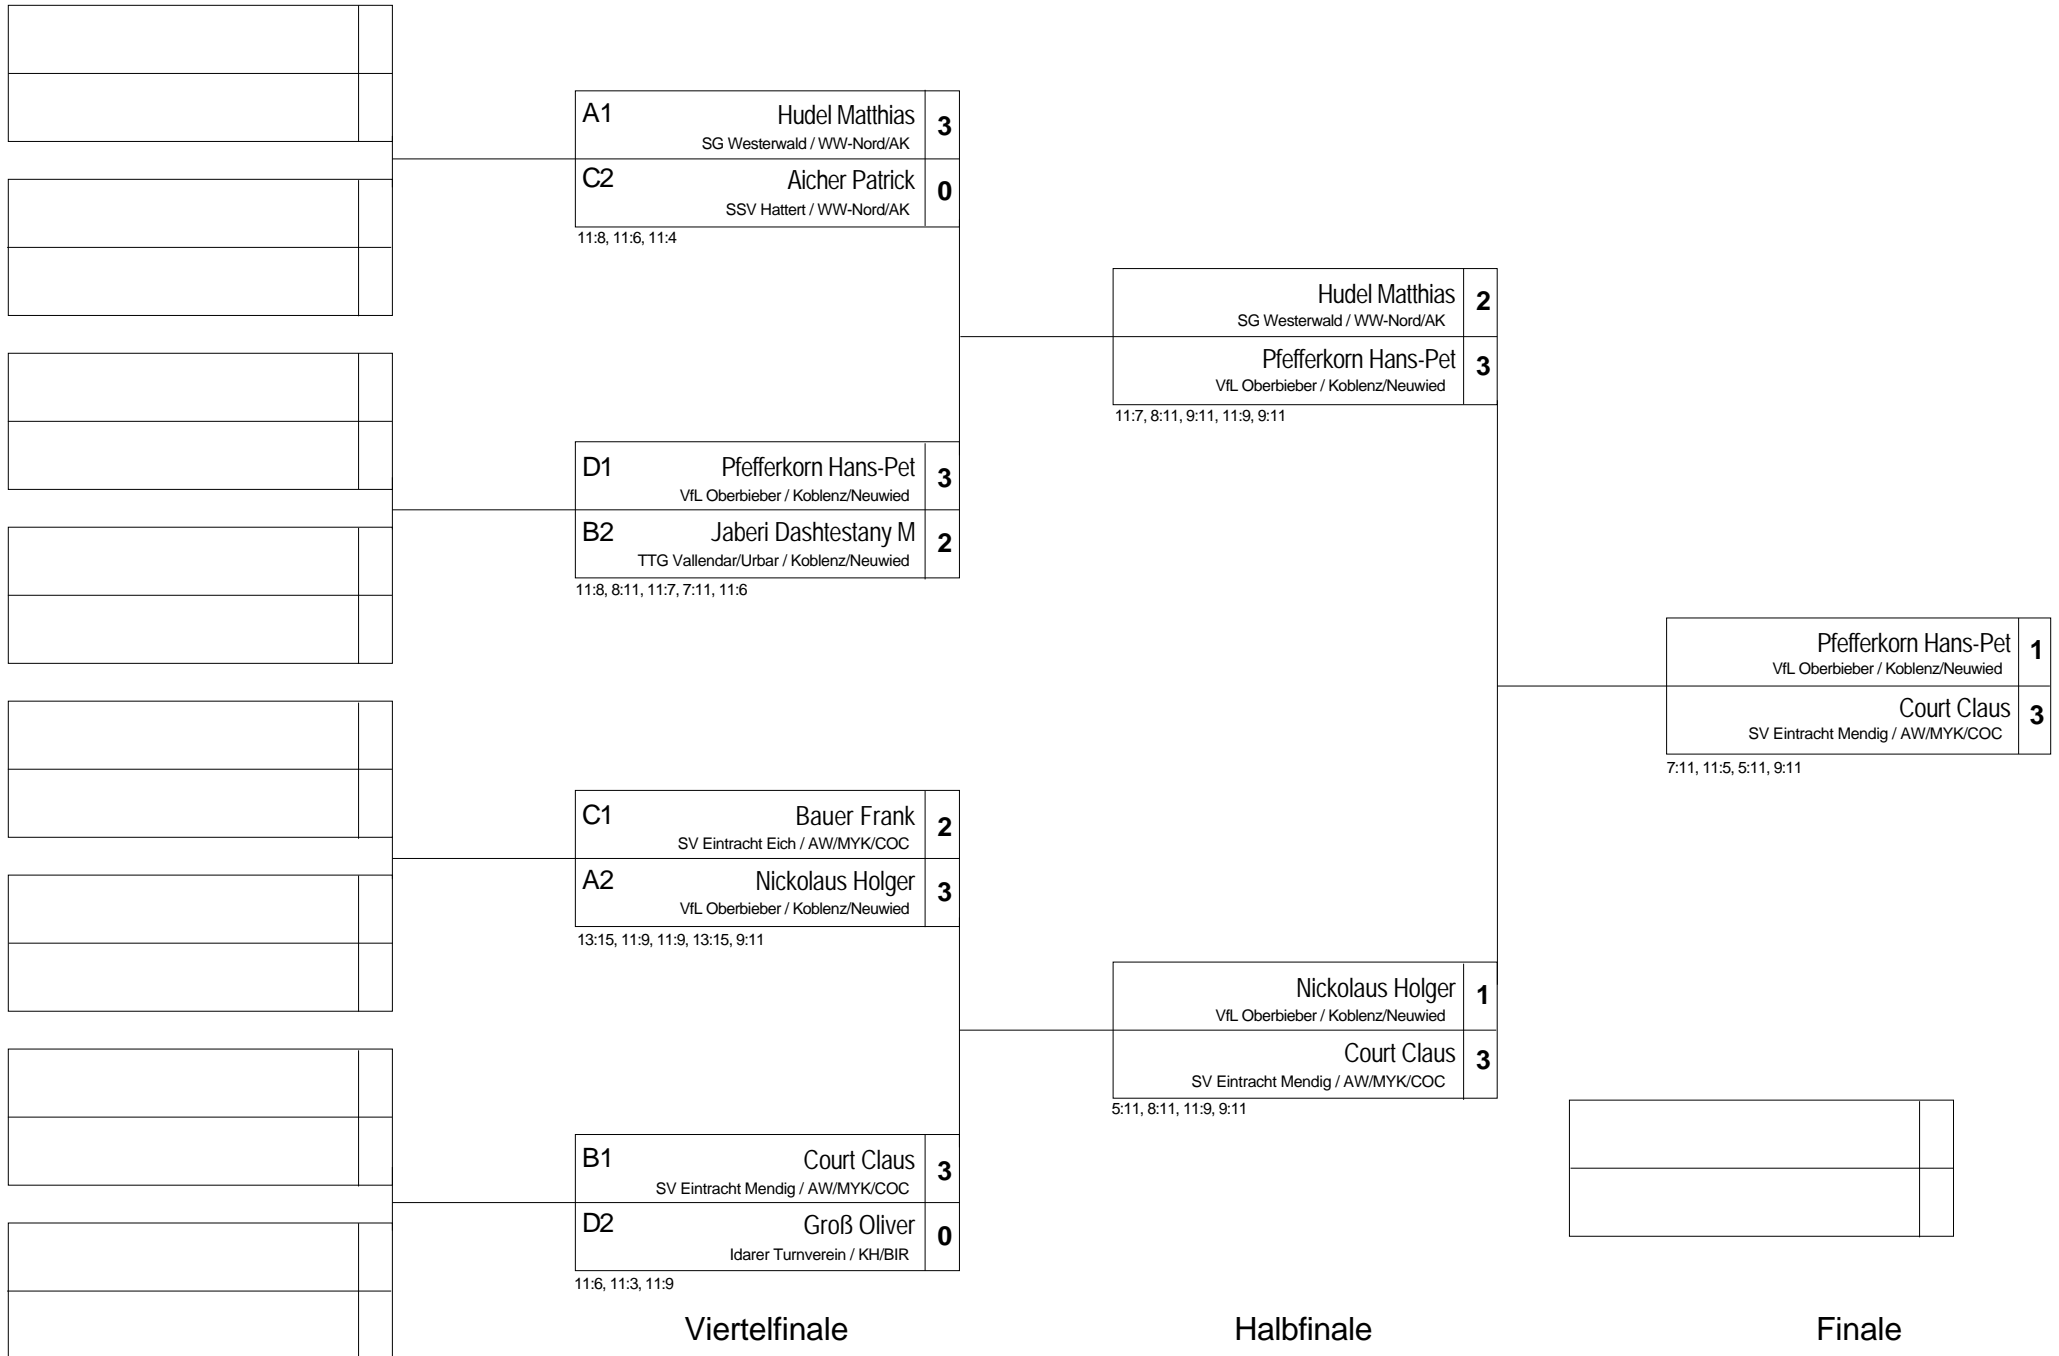 A1 Hudel Matthias 3
SG Westerwald / WW-Nord/AK
C2 Aicher Patrick 0
SSV Hattert / WW-Nord/AK
11:8, 11:6, 11:4
D1 Pfefferkorn Hans-Pet 3
VfL Oberbieber / Koblenz/Neuwied
B2 Jaberi Dashtestany M 2
TTG Vallendar/Urbar / Koblenz/Neuwied
11:8, 8:11, 11:7, 7:11, 11:6
C1 Bauer Frank 2
SV Eintracht Eich / AW/MYK/COC
A2 Nickolaus Holger 3
VfL Oberbieber / Koblenz/Neuwied
13:15, 11:9, 11:9, 13:15, 9:11
B1 Court Claus 3
SV Eintracht Mendig / AW/MYK/COC
D2 Groß Oliver 0
Idarer Turnverein / KH/BIR
11:6, 11:3, 11:9
Viertelfinale
Hudel Matthias 2
SG Westerwald / WW-Nord/AK
Pfefferkorn Hans-Pet 3
VfL Oberbieber / Koblenz/Neuwied
11:7, 8:11, 9:11, 11:9, 9:11
Nickolaus Holger 1
VfL Oberbieber / Koblenz/Neuwied
Court Claus 3
SV Eintracht Mendig / AW/MYK/COC
5:11, 8:11, 11:9, 9:11
Halbfinale
Pfefferkorn Hans-Pet 1
VfL Oberbieber / Koblenz/Neuwied
Court Claus 3
SV Eintracht Mendig / AW/MYK/COC
7:11, 11:5, 5:11, 9:11
Finale